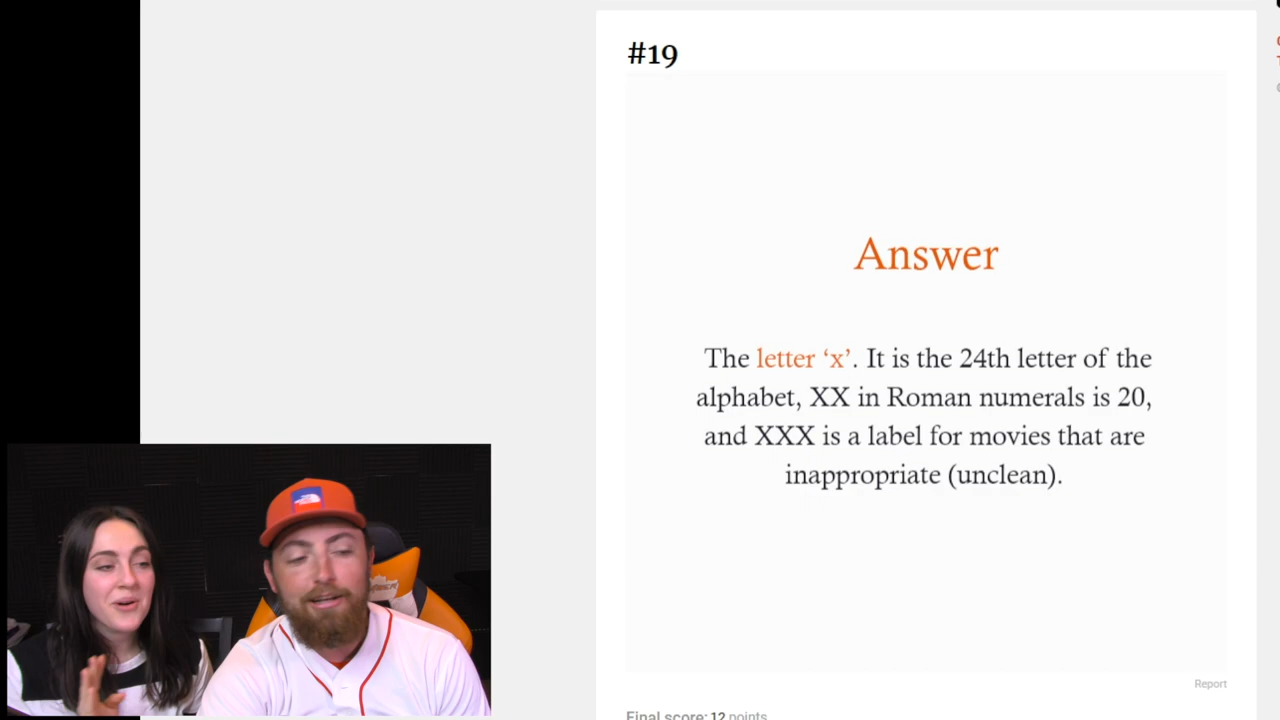 #19
Answer
The letter ‘x’. It is the 24th letter of the
alphabet, XX in Roman numerals is 20,
and XXX is a label for movies that are
inappropriate (unclean).
Report
Final score: 12 points